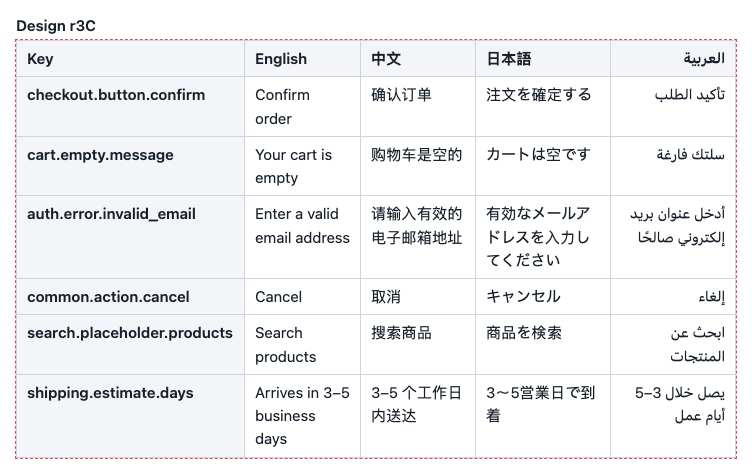 Design r3C
Key English 中文 日本語 العربية
checkout.button.confirm Confirm order 确认订单 注文を確定する تأكيد الطلب
cart.empty.message Your cart is empty 购物车是空的 カートは空です سلتك فارغة
auth.error.invalid_email Enter a valid email address 请输入有效的电子邮箱地址 有効なメールアドレスを入力してください أدخل عنوان بريد إلكتروني صالحًا
common.action.cancel Cancel 取消 キャンセル إلغاء
search.placeholder.products Search products 搜索商品 商品を検索 ابحث عن المنتجات
shipping.estimate.days Arrives in 3–5 business days 3–5 个工作日内送达 3〜5営業日で到着 يصل خلال 3–5 أيام عمل